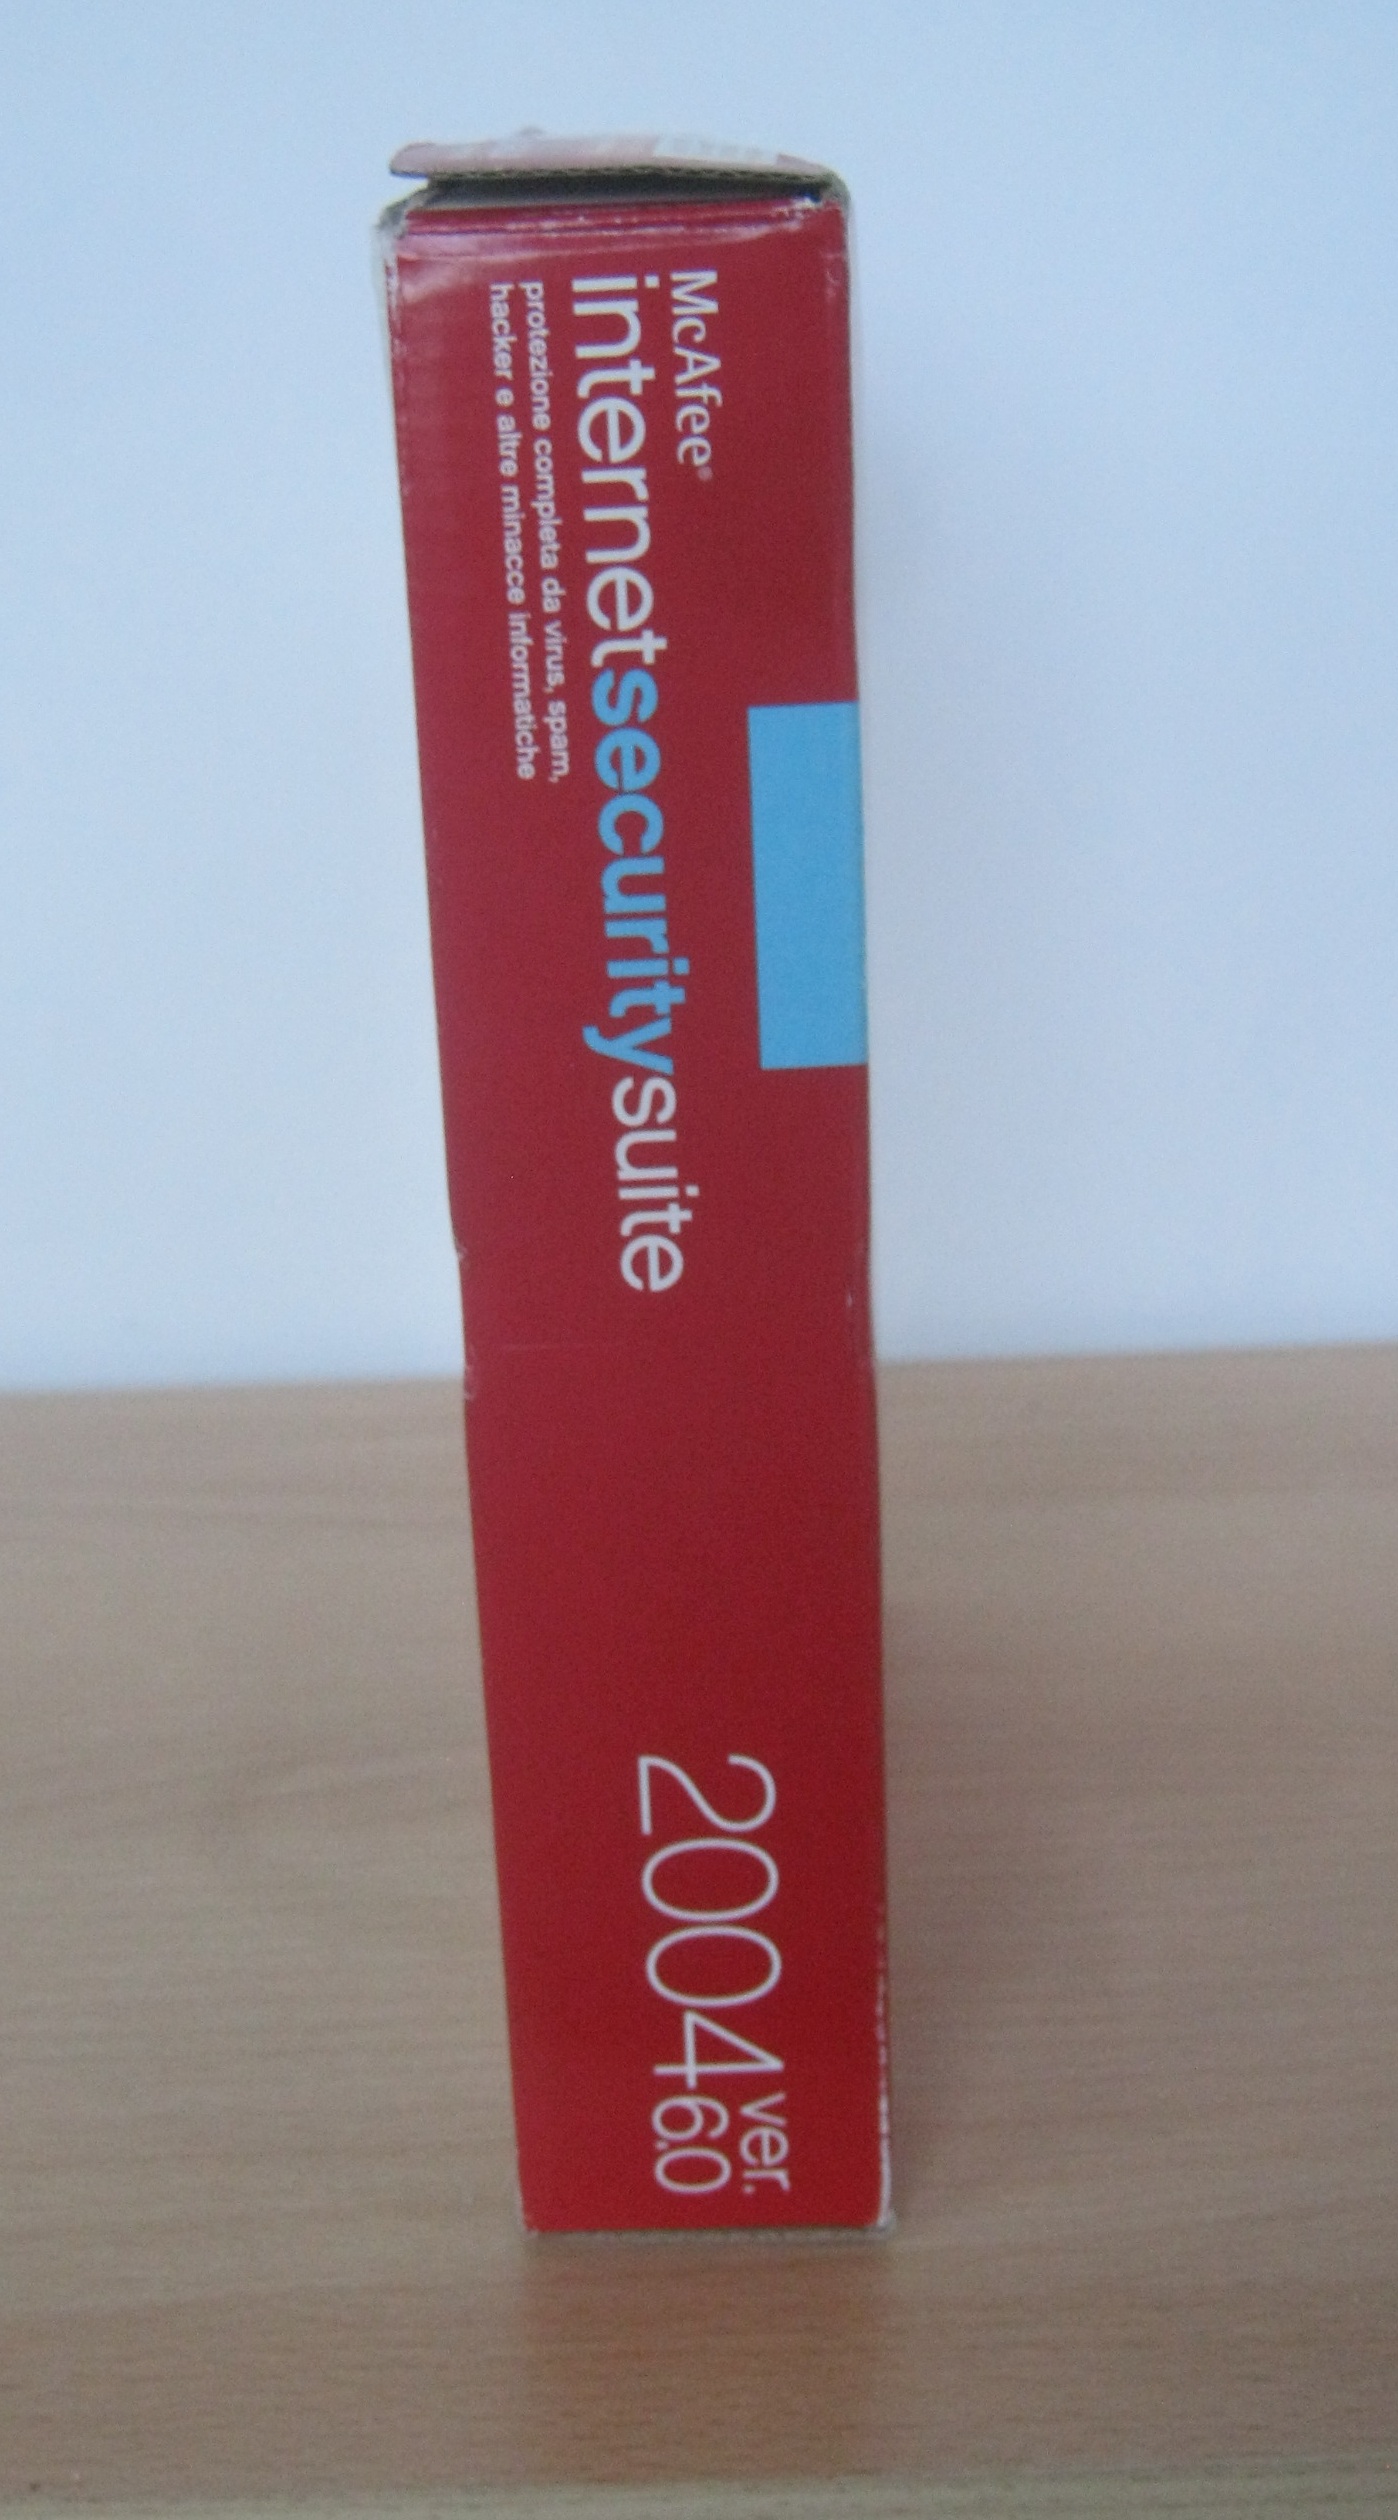 McAfee®
internetsecuritysuite
protezione completa da virus, spam,
hacker e altre minacce informatiche
2004 ver. 6.0